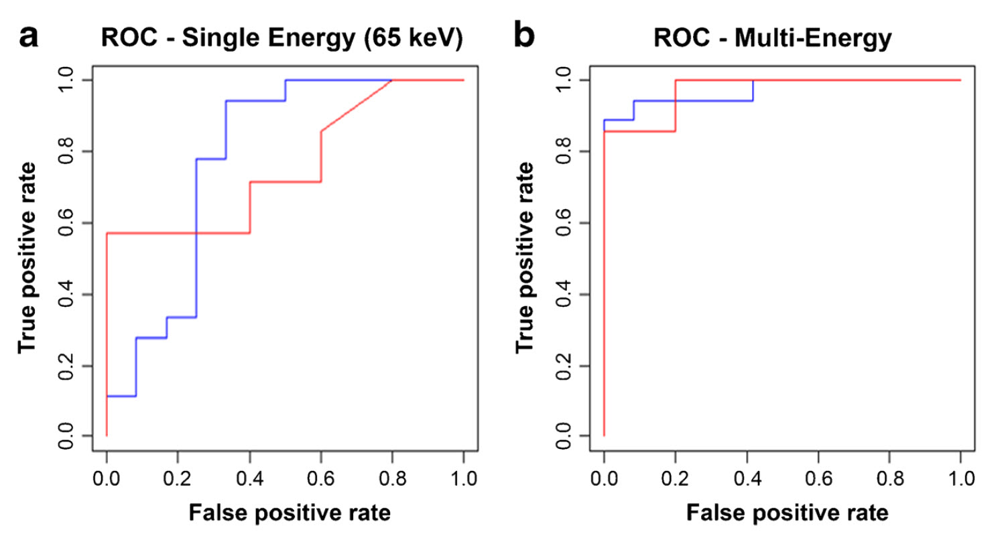 a
ROC - Single Energy (65 keV)
True positive rate
1.0
0.8
0.6
0.4
0.2
0.0
0.0 0.2 0.4 0.6 0.8 1.0
False positive rate
b
ROC - Multi-Energy
True positive rate
1.0
0.8
0.6
0.4
0.2
0.0
0.0 0.2 0.4 0.6 0.8 1.0
False positive rate